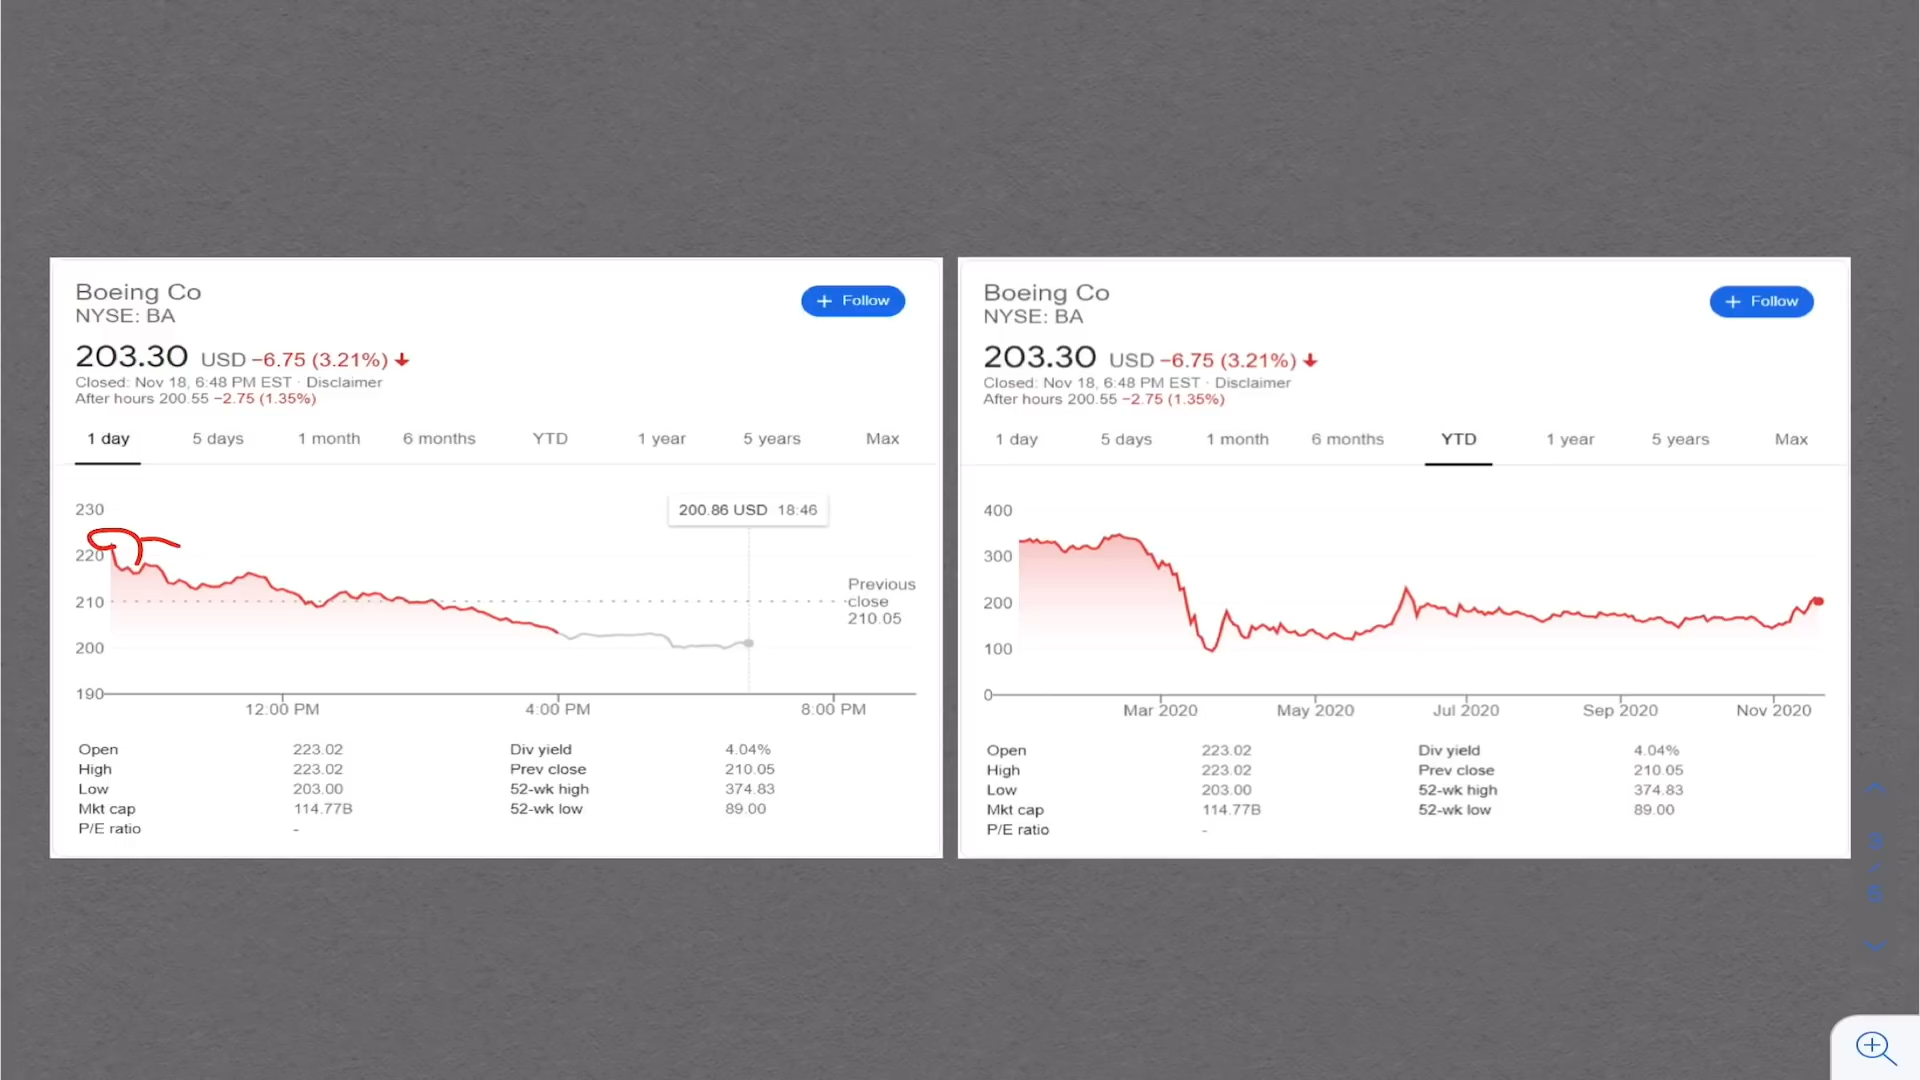 Boeing Co
NYSE: BA
+ Follow
203.30 USD −6.75 (3.21%)
Closed: Nov 18, 6:48 PM EST · Disclaimer
After hours 200.55 −2.75 (1.35%)
1 day 5 days 1 month 6 months YTD 1 year 5 years Max
200.86 USD 18:46
230
220
210
200
190
Previous
close
210.05
12:00 PM 4:00 PM 8:00 PM
Open 223.02 Div yield 4.04%
High 223.02 Prev close 210.05
Low 203.00 52-wk high 374.83
Mkt cap 114.77B 52-wk low 89.00
P/E ratio -
Boeing Co
NYSE: BA
+ Follow
203.30 USD −6.75 (3.21%)
Closed: Nov 18, 6:48 PM EST · Disclaimer
After hours 200.55 −2.75 (1.35%)
1 day 5 days 1 month 6 months YTD 1 year 5 years Max
400
300
200
100
0
Mar 2020 May 2020 Jul 2020 Sep 2020 Nov 2020
Open 223.02 Div yield 4.04%
High 223.02 Prev close 210.05
Low 203.00 52-wk high 374.83
Mkt cap 114.77B 52-wk low 89.00
P/E ratio -